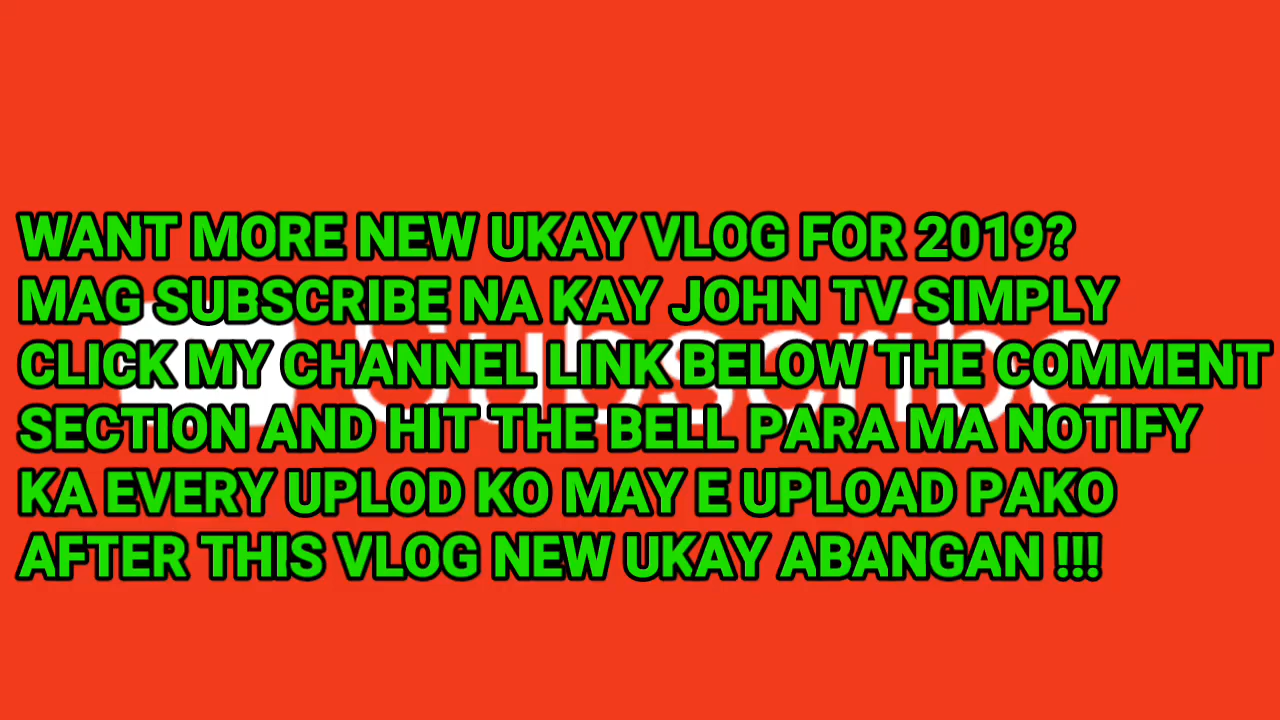 WANT MORE NEW UKAY VLOG FOR 2019?
MAG SUBSCRIBE NA KAY JOHN TV SIMPLY
CLICK MY CHANNEL LINK BELOW THE COMMENT
SECTION AND HIT THE BELL PARA MA NOTIFY
KA EVERY UPLOD KO MAY E UPLOAD PAKO
AFTER THIS VLOG NEW UKAY ABANGAN !!!
Subscribe